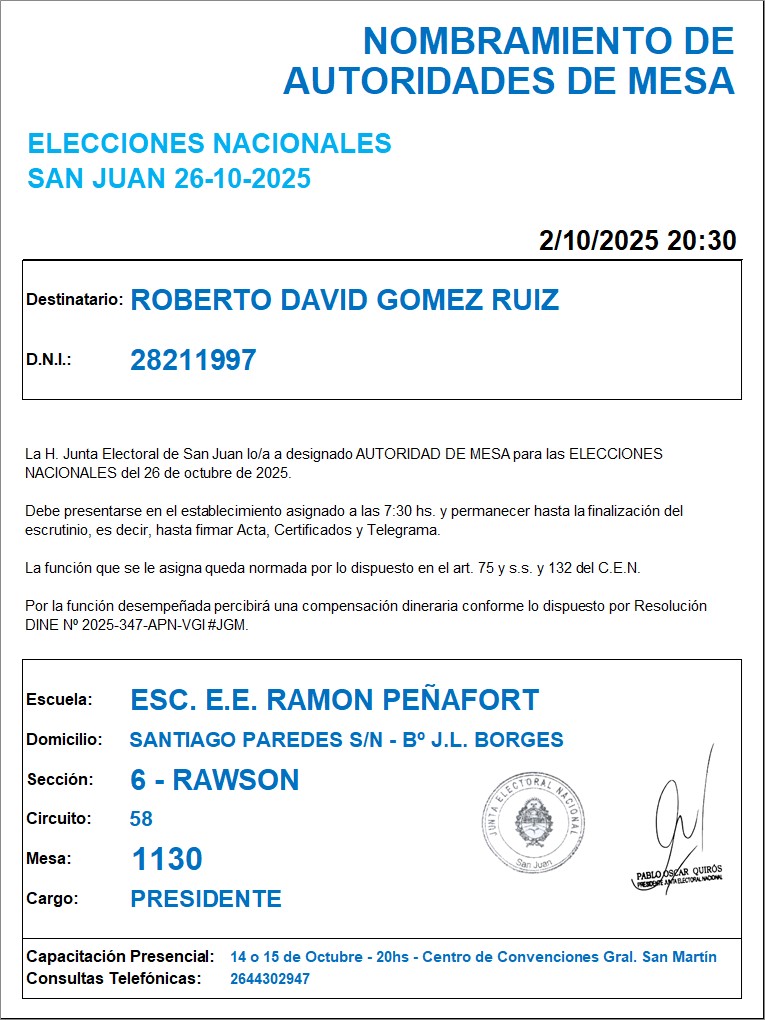 NOMBRAMIENTO DE
AUTORIDADES DE MESA
ELECCIONES NACIONALES
SAN JUAN 26-10-2025
2/10/2025 20:30
Destinatario: ROBERTO DAVID GOMEZ RUIZ
D.N.I.: 28211997
La H. Junta Electoral de San Juan lo/a a designado AUTORIDAD DE MESA para las ELECCIONES
NACIONALES del 26 de octubre de 2025.
Debe presentarse en el establecimiento asignado a las 7:30 hs. y permanecer hasta la finalización del
escrutinio, es decir, hasta firmar Acta, Certificados y Telegrama.
La función que se le asigna queda normada por lo dispuesto en el art. 75 y s.s. y 132 del C.E.N.
Por la función desempeñada percibirá una compensación dineraria conforme lo dispuesto por Resolución
DINE Nº 2025-347-APN-VGI#JGM.
Escuela: ESC. E.E. RAMON PEÑAFORT
Domicilio: SANTIAGO PAREDES S/N - Bº J.L. BORGES
Sección: 6 - RAWSON
Circuito: 58
Mesa: 1130
Cargo: PRESIDENTE
JUNTA ELECTORAL NACIONAL
San Juan
PABLO OSCAR QUIRÓS
PRESIDENTE JUNTA ELECTORAL NACIONAL
Capacitación Presencial: 14 o 15 de Octubre - 20hs - Centro de Convenciones Gral. San Martín
Consultas Telefónicas: 2644302947